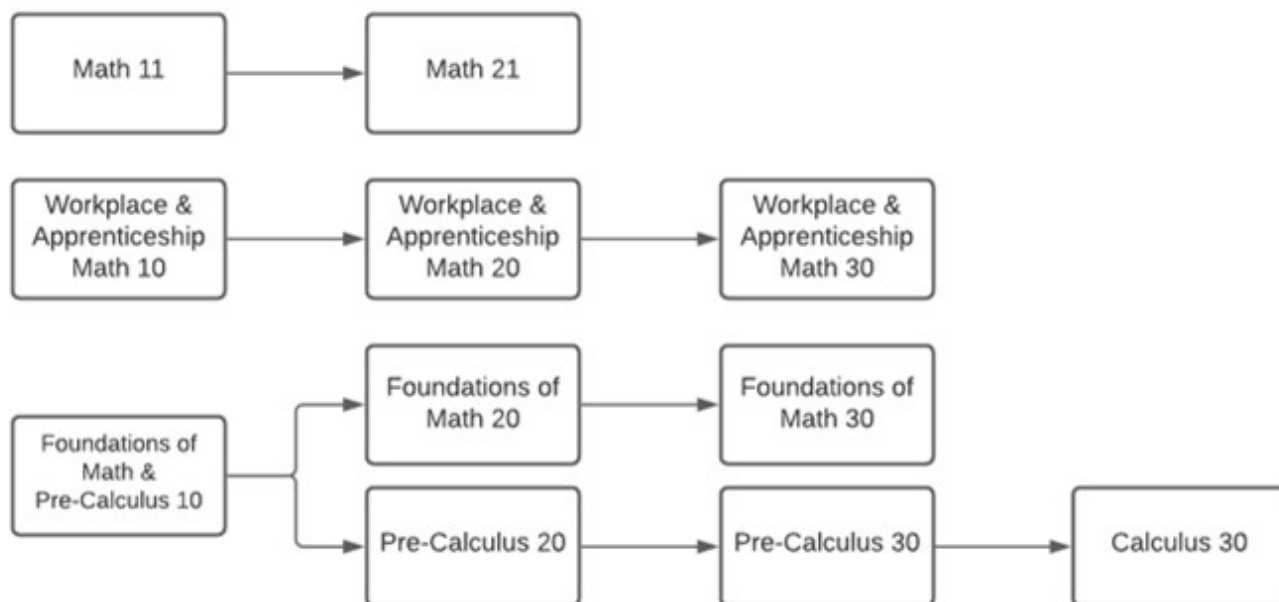 Math 11
Math 21
Workplace &
Apprenticeship
Math 10
Workplace &
Apprenticeship
Math 20
Workplace &
Apprenticeship
Math 30
Foundations of
Math &
Pre-Calculus 10
Foundations of
Math 20
Foundations of
Math 30
Pre-Calculus 20
Pre-Calculus 30
Calculus 30